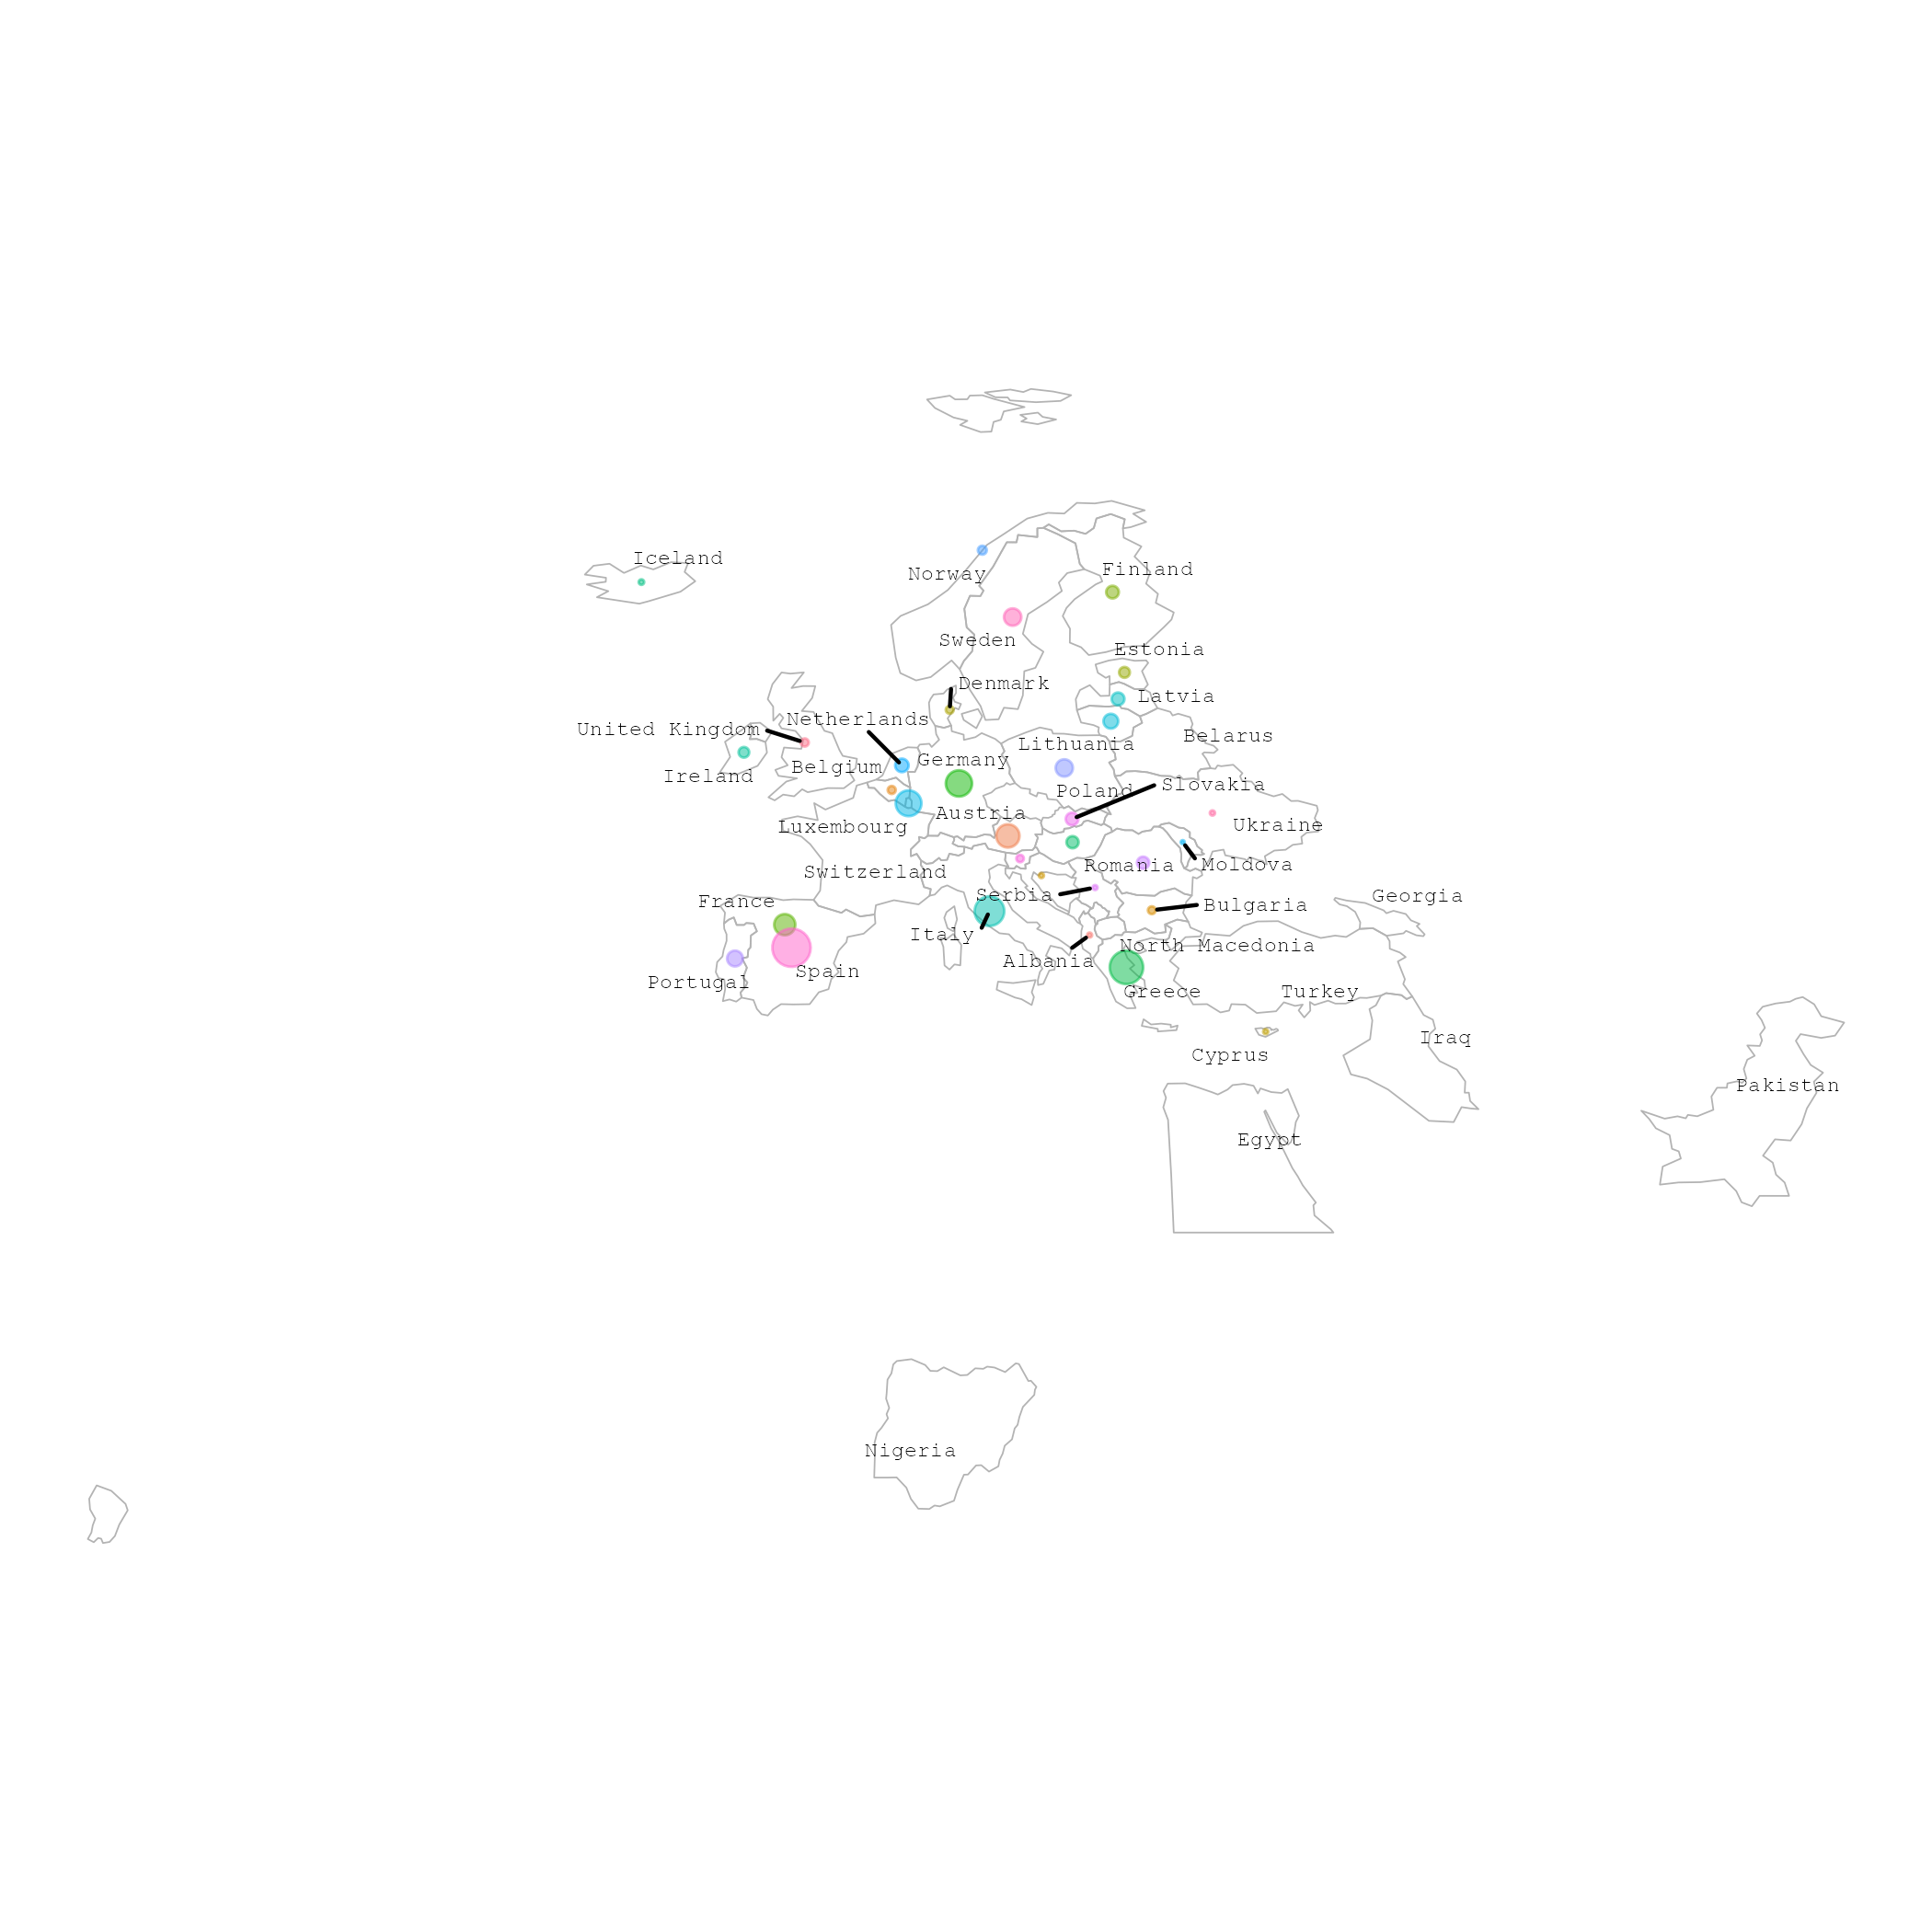 Iceland
Norway
Finland
Sweden
Estonia
Denmark
Latvia
Netherlands
United Kingdom
Belarus
Lithuania
Germany
Belgium
Ireland
Slovakia
Poland
Austria
Ukraine
Luxembourg
Romania
Moldova
Switzerland
Serbia
Georgia
France
Bulgaria
Italy
North Macedonia
Albania
Spain
Portugal
Greece
Turkey
Iraq
Cyprus
Pakistan
Egypt
Nigeria